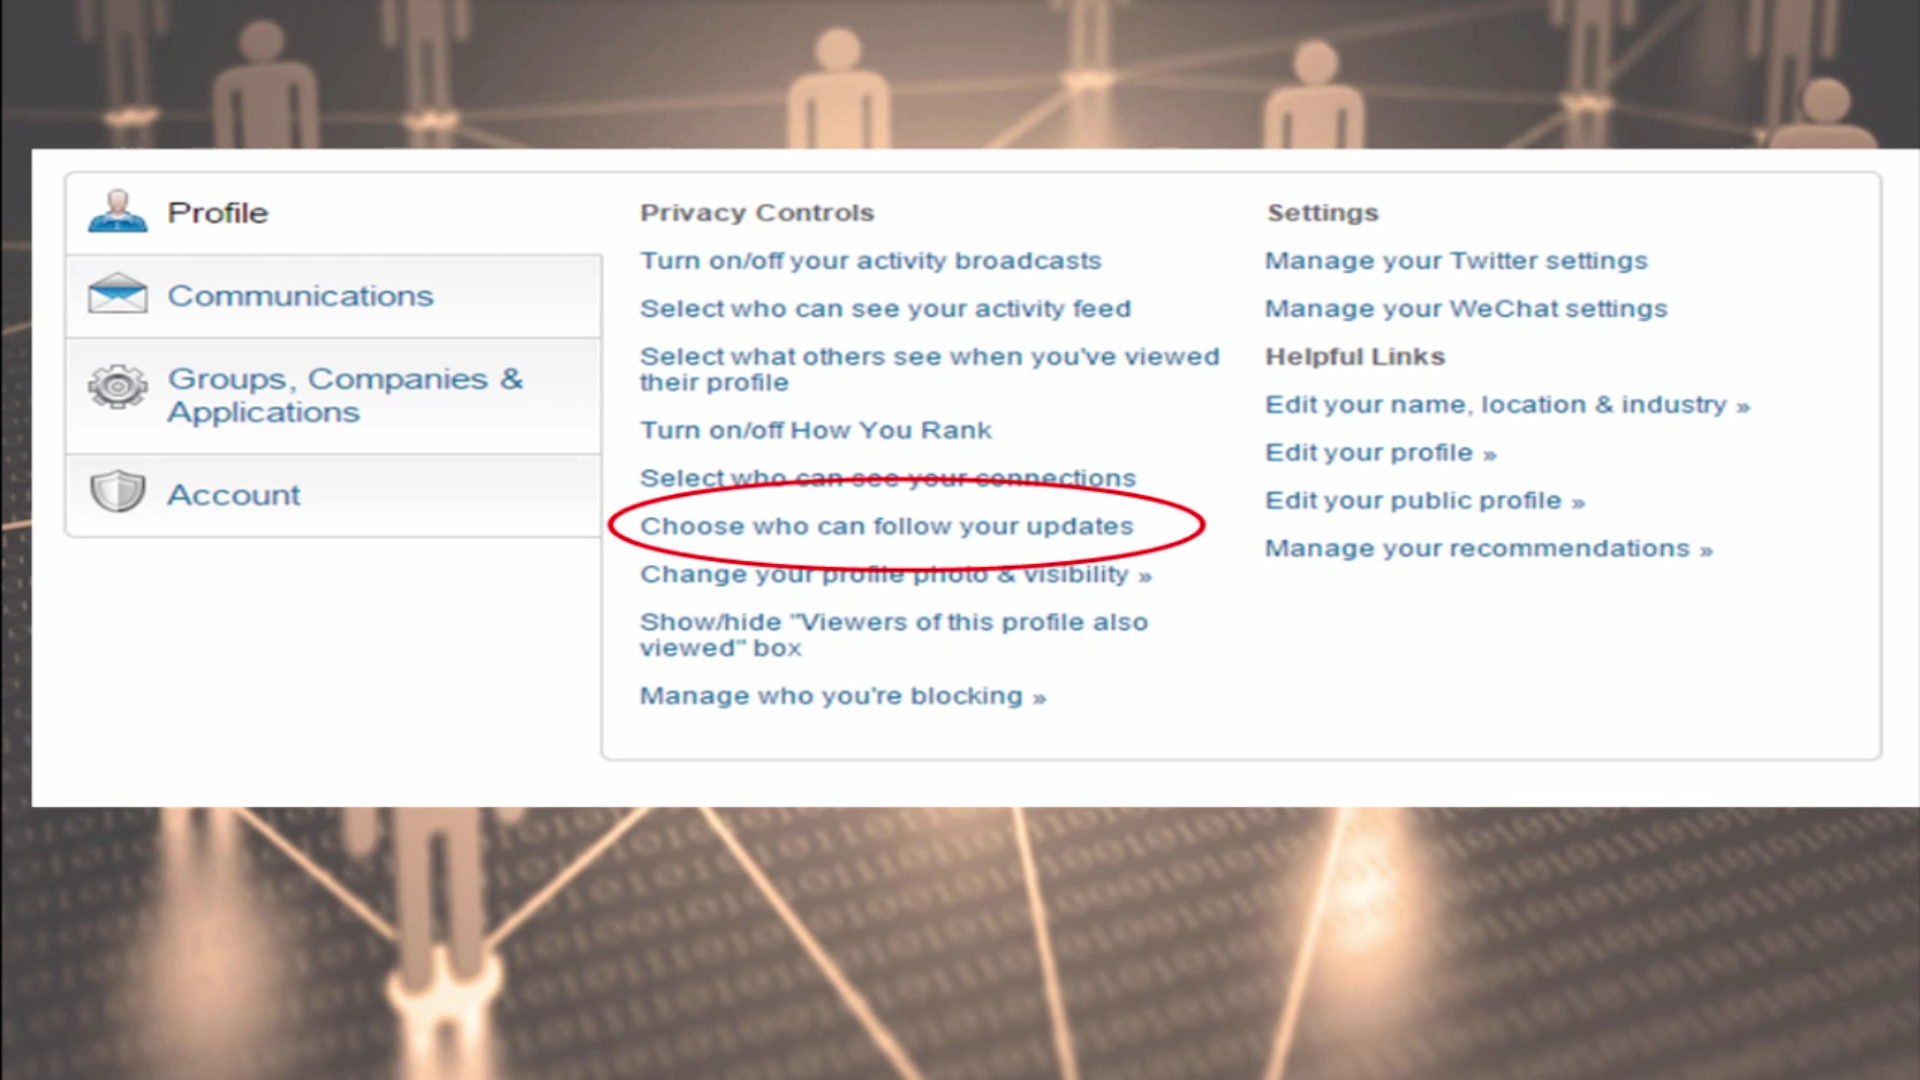 Profile
Communications
Groups, Companies &
Applications
Account
Privacy Controls
Turn on/off your activity broadcasts
Select who can see your activity feed
Select what others see when you've viewed
their profile
Turn on/off How You Rank
Select who can see your connections
Choose who can follow your updates
Change your profile photo & visibility »
Show/hide "Viewers of this profile also
viewed" box
Manage who you're blocking »
Settings
Manage your Twitter settings
Manage your WeChat settings
Helpful Links
Edit your name, location & industry »
Edit your profile »
Edit your public profile »
Manage your recommendations »